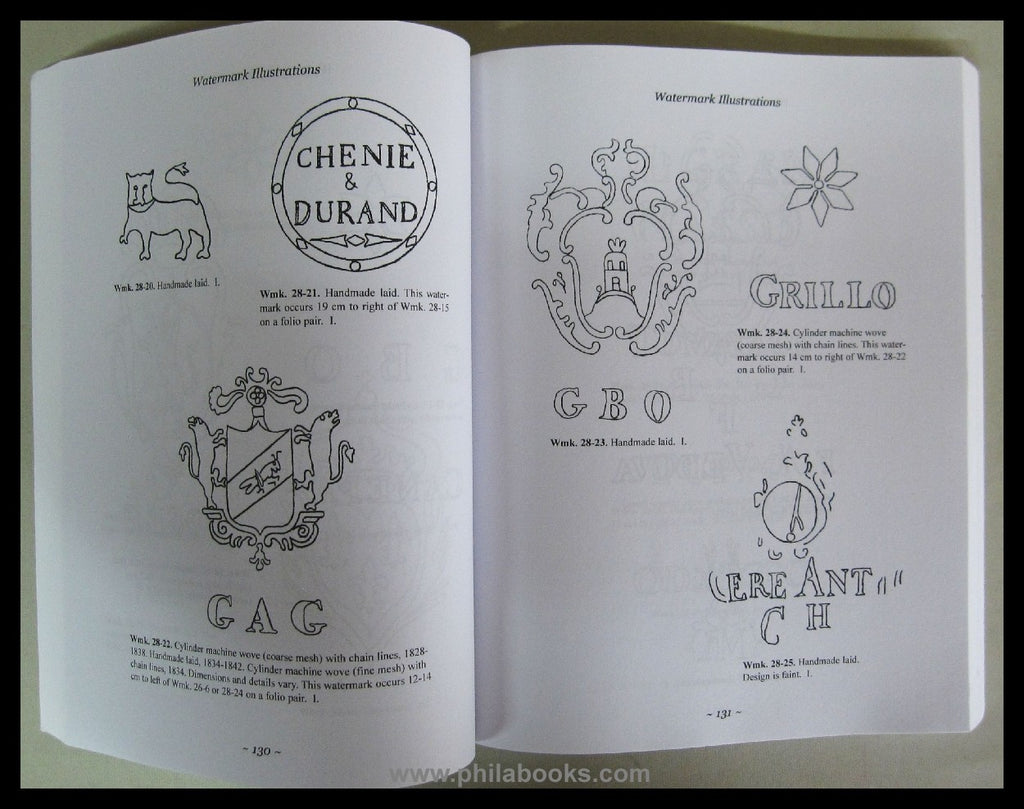 Watermark Illustrations
CHENIE
&
DURAND
Wmk. 28-20. Handmade laid. I.
Wmk. 28-21. Handmade laid. This water-
mark occurs 19 cm to right of Wmk. 28-15
on a folio pair. I.
G A G
Wmk. 28-22. Cylinder machine wove (coarse mesh) with chain lines, 1828-
1838. Handmade laid, 1834-1842. Cylinder machine wove (fine mesh) with
chain lines, 1834. Dimensions and details vary. This watermark occurs 12-14
cm to left of Wmk. 26-6 or 28-24 on a folio pair. I.
~ 130 ~
Watermark Illustrations
GRILLO
Wmk. 28-24. Cylinder machine wove
(coarse mesh) with chain lines. This water-
mark occurs 14 cm to right of Wmk. 28-22
on a folio pair. I.
G B O
Wmk. 28-23. Handmade laid. I.
ERE ANT
C H
Wmk. 28-25. Handmade laid.
Design is faint. I.
~ 131 ~
www.philabooks.com